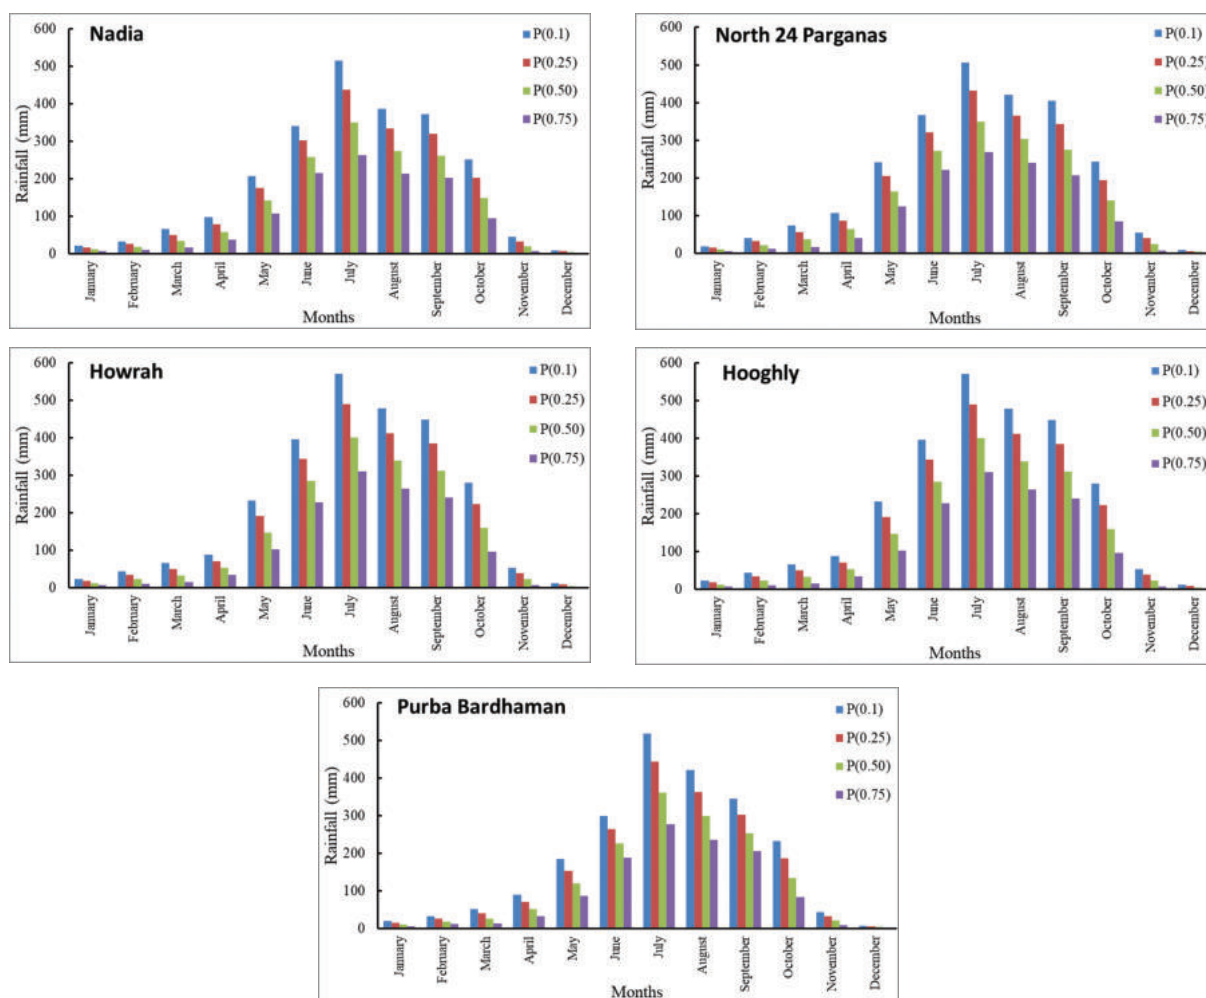 Nadia
600
500
400
300
200
100
0
Rainfall (mm)
P(0.1)
P(0.25)
P(0.50)
P(0.75)
January
February
March
April
May
June
July
August
September
October
November
December
Months
North 24 Parganas
600
500
400
300
200
100
0
Rainfall (mm)
P(0.1)
P(0.25)
P(0.50)
P(0.75)
January
February
March
April
May
June
July
August
September
October
November
December
Months
Howrah
600
500
400
300
200
100
0
Rainfall (mm)
P(0.1)
P(0.25)
P(0.50)
P(0.75)
January
February
March
April
May
June
July
August
September
October
November
December
Months
Hooghly
600
500
400
300
200
100
0
Rainfall (mm)
P(0.1)
P(0.25)
P(0.50)
P(0.75)
January
February
March
April
May
June
July
August
September
October
November
December
Months
Purba Bardhaman
600
500
400
300
200
100
0
Rainfall (mm)
P(0.1)
P(0.25)
P(0.50)
P(0.75)
January
February
March
April
May
June
July
August
September
October
November
December
Months